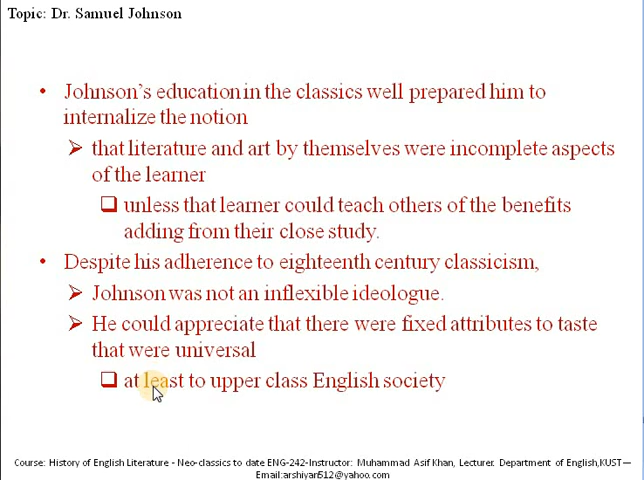 Topic: Dr. Samuel Johnson
• Johnson's education in the classics well prepared him to
internalize the notion
➢ that literature and art by themselves were incomplete aspects
of the learner
❑ unless that learner could teach others of the benefits
adding from their close study.
• Despite his adherence to eighteenth century classicism,
➢ Johnson was not an inflexible ideologue.
➢ He could appreciate that there were fixed attributes to taste
that were universal
❑ at least to upper class English society
Course: History of English Literature - Neo-classics to date ENG-242-Instructor: Muhammad Asif Khan, Lecturer. Department of English,KUST—
Email:arshiyan512@yahoo.com